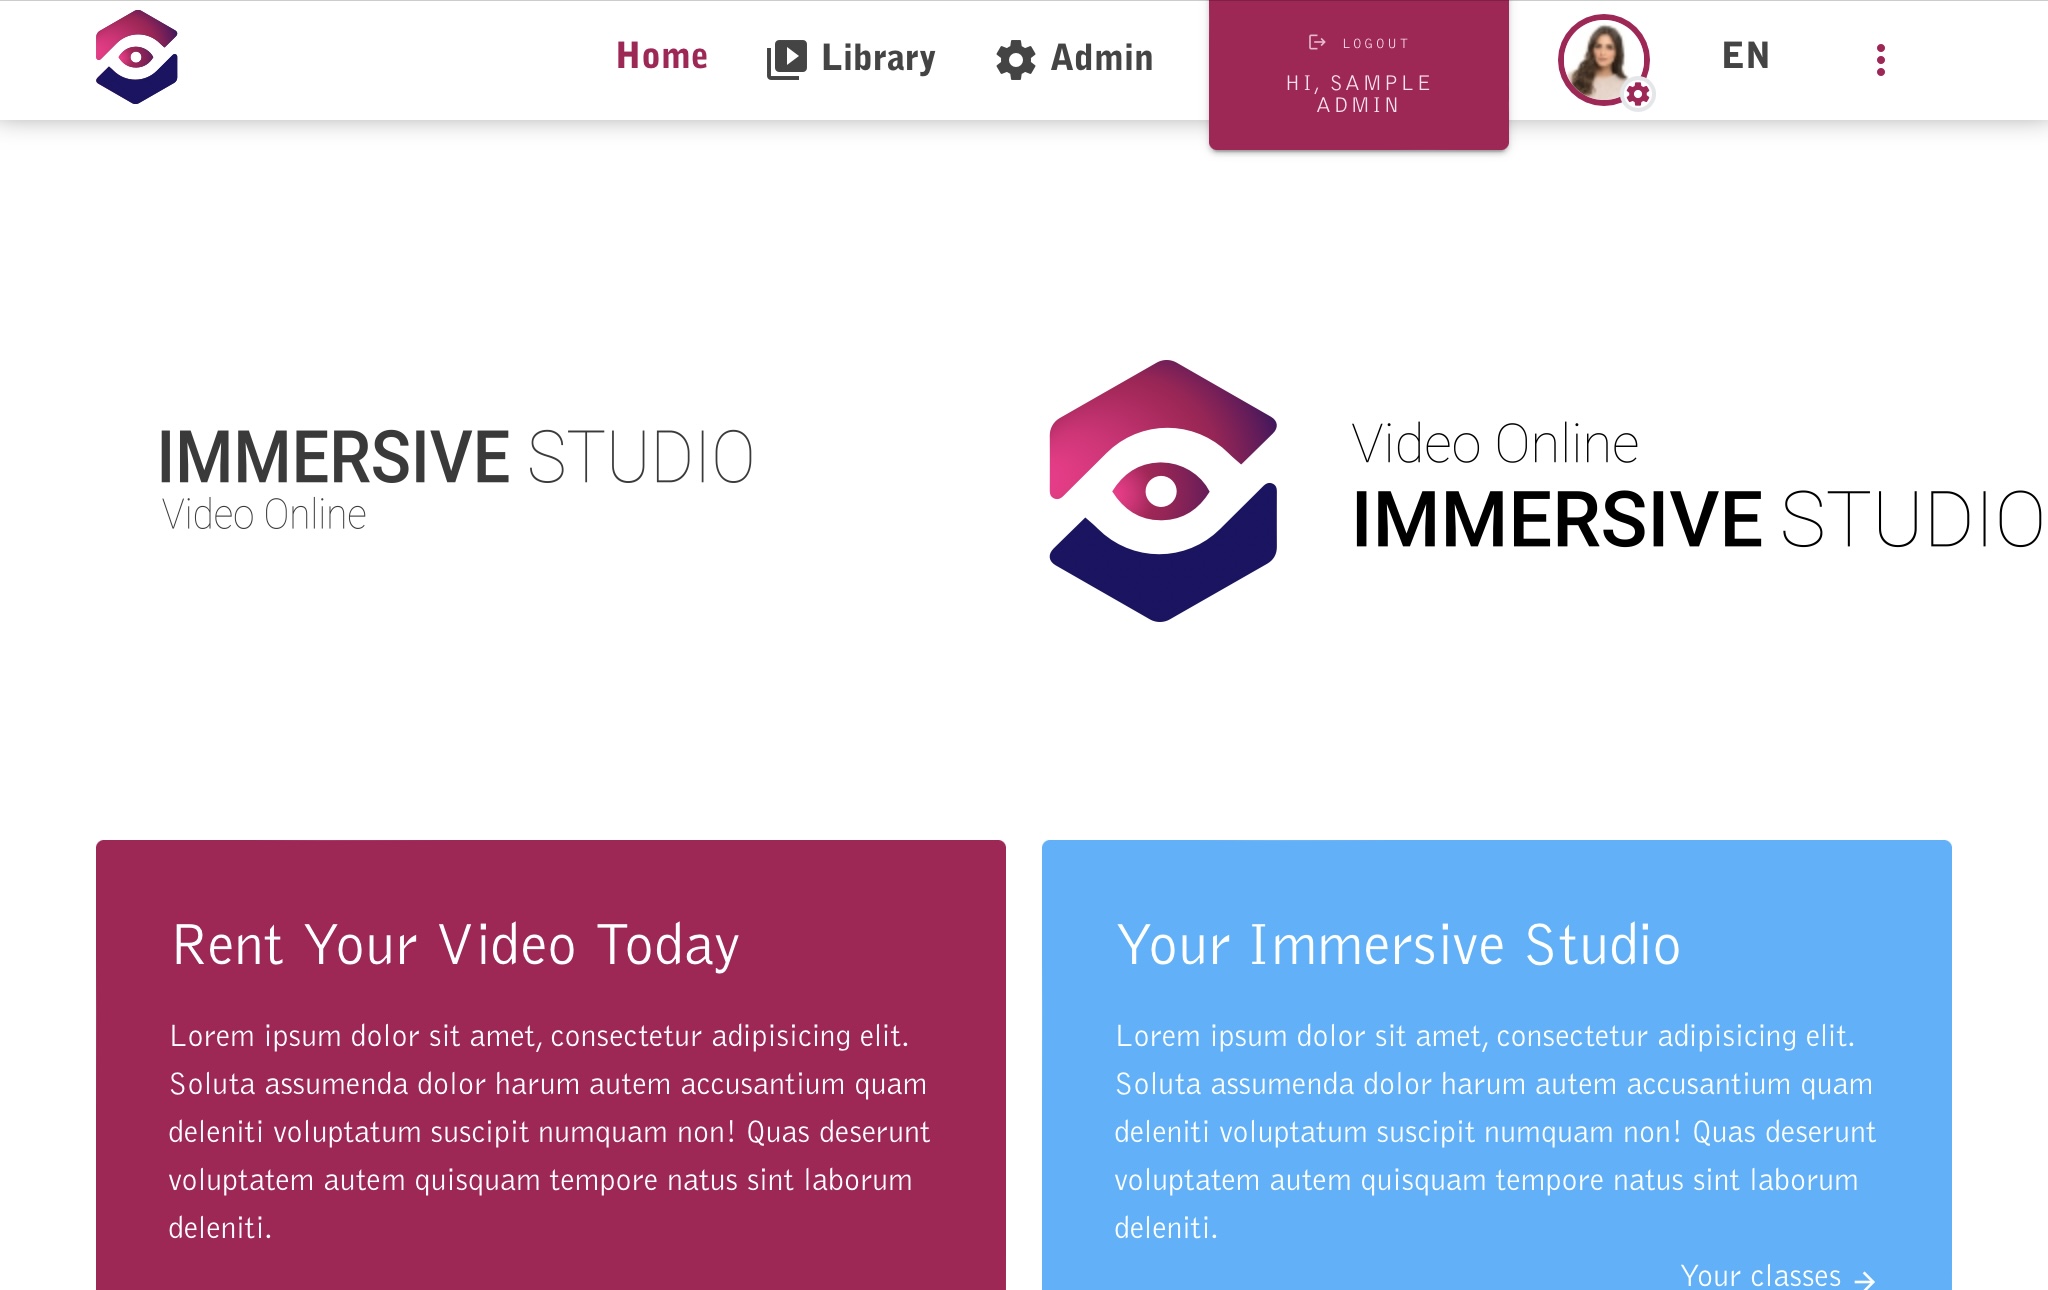 Home
Library
Admin
LOGOUT
HI, SAMPLE
ADMIN
EN
IMMERSIVE STUDIO
Video Online
Video Online
IMMERSIVE STUDIO
Rent Your Video Today
Lorem ipsum dolor sit amet, consectetur adipisicing elit.
Soluta assumenda dolor harum autem accusantium quam
deleniti voluptatum suscipit numquam non! Quas deserunt
voluptatem autem quisquam tempore natus sint laborum
deleniti.
Your Immersive Studio
Lorem ipsum dolor sit amet, consectetur adipisicing elit.
Soluta assumenda dolor harum autem accusantium quam
deleniti voluptatum suscipit numquam non! Quas deserunt
voluptatem autem quisquam tempore natus sint laborum
deleniti.
Your classes →